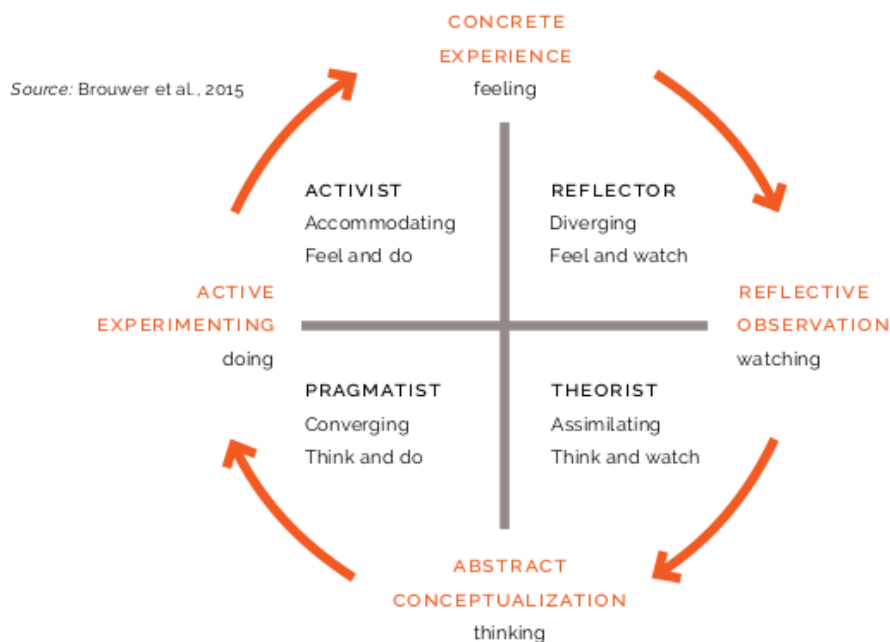 CONCRETE
EXPERIENCE
feeling
Source: Brouwer et al., 2015
ACTIVIST
Accommodating
Feel and do
REFLECTOR
Diverging
Feel and watch
ACTIVE
EXPERIMENTING
doing
REFLECTIVE
OBSERVATION
watching
PRAGMATIST
Converging
Think and do
THEORIST
Assimilating
Think and watch
ABSTRACT
CONCEPTUALIZATION
thinking